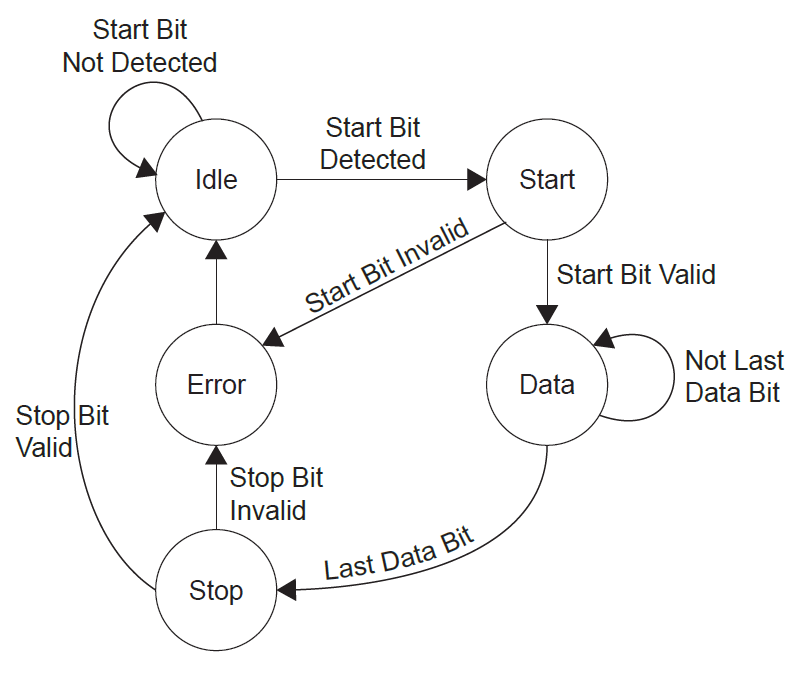 Start Bit
Not Detected
Idle
Start Bit
Detected
Start
Start Bit Invalid
Start Bit Valid
Error
Data
Not Last
Data Bit
Stop Bit
Valid
Stop Bit
Invalid
Last Data Bit
Stop